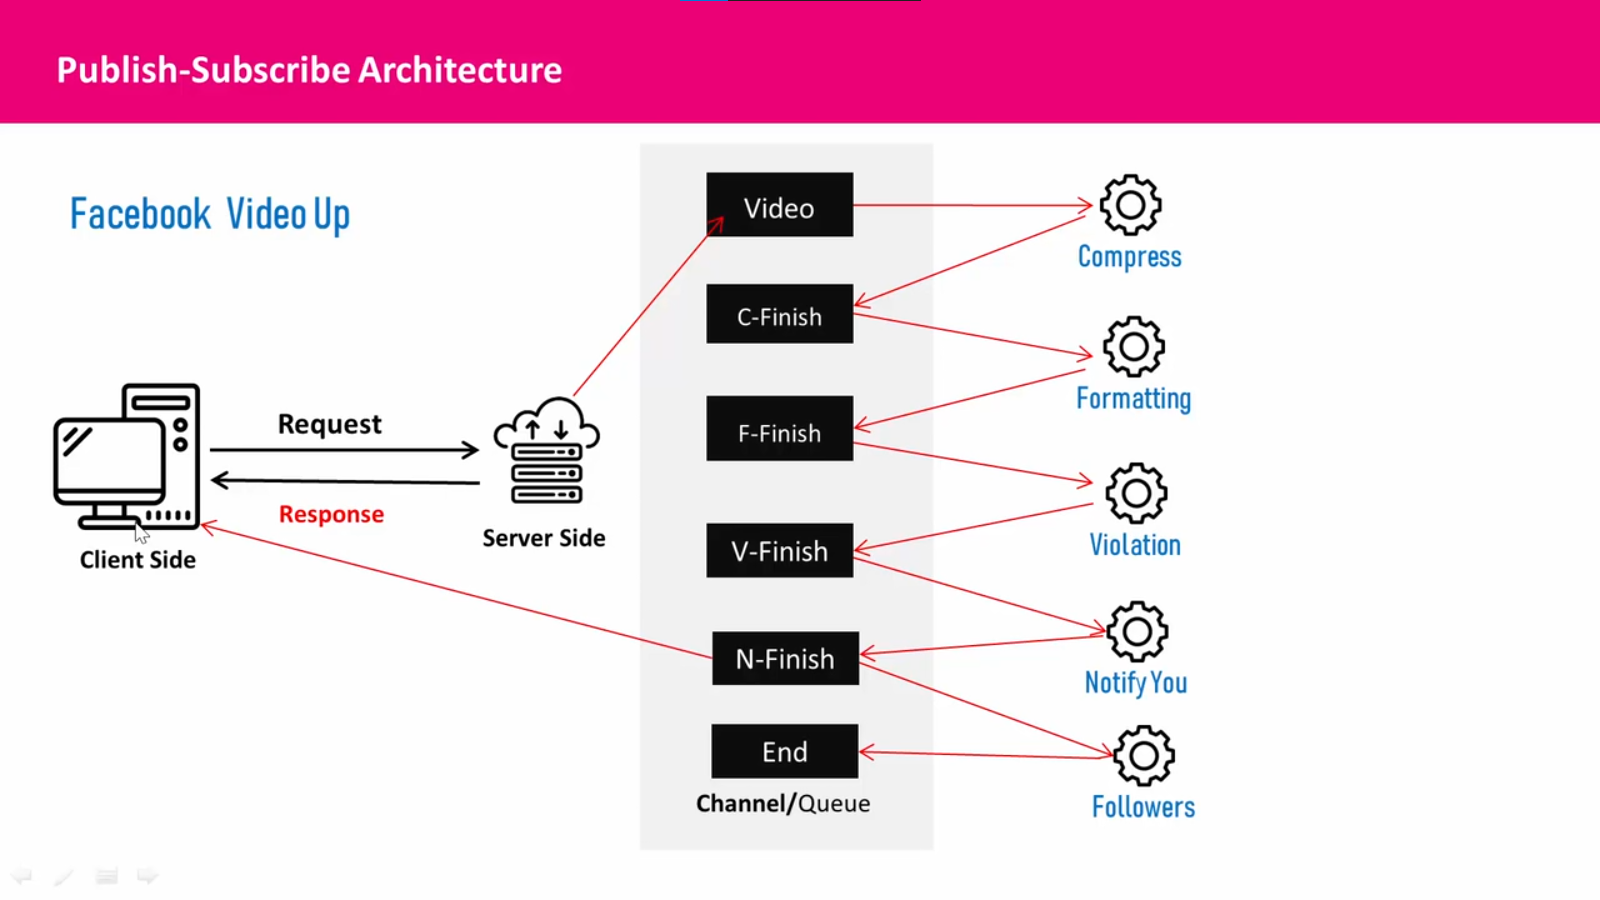 Publish-Subscribe Architecture
Facebook Video Up
Video
Compress
C-Finish
Formatting
Request
F-Finish
Response
Server Side
Client Side
Violation
V-Finish
N-Finish
Notify You
End
Channel/Queue
Followers